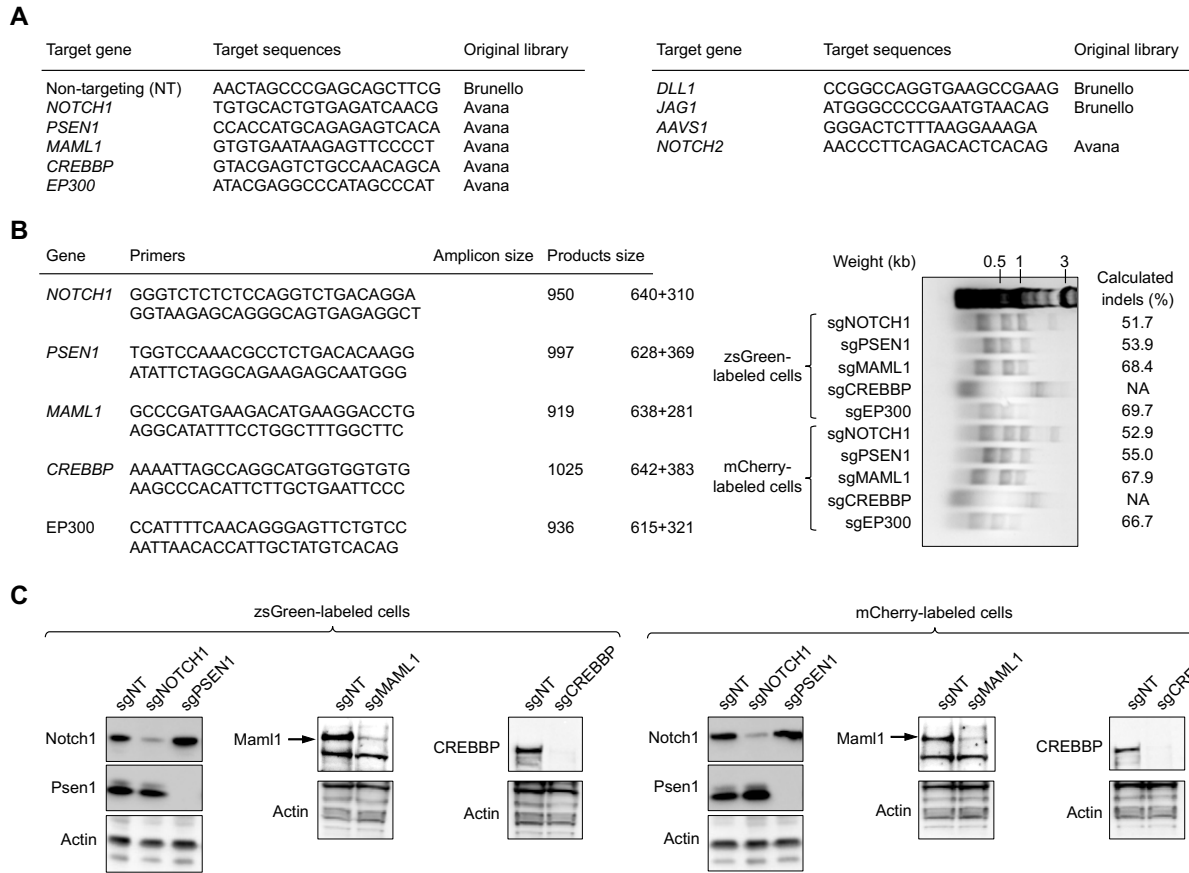 A
Target gene Target sequences Original library
Non-targeting (NT) AACTAGCCCGAGCAGCTTCG Brunello
NOTCH1 TGTGCACTGTGAGATCAACG Avana
PSEN1 CCACCATGCAGAGAGTCACA Avana
MAML1 GTGTGAATAAGAGTTCCCCT Avana
CREBBP GTACGAGTCTGCCAACAGCA Avana
EP300 ATACGAGGCCCATAGCCCAT Avana
Target gene Target sequences Original library
DLL1 CCGGCCAGGTGAAGCCGAAG Brunello
JAG1 ATGGGCCCCGAATGTAACAG Brunello
AAVS1 GGGACTCTTTAAGGAAAGA
NOTCH2 AACCCTTCAGACACTCACAG Avana
B
Gene Primers Amplicon size Products size
NOTCH1 GGGTCTCTCTCCAGGTCTGACAGGA 950 640+310
GGTAAGAGCAGGGCAGTGAGAGGCT
PSEN1 TGGTCCAAACGCCTCTGACACAAGG 997 628+369
ATATTCTAGGCAGAAGAGCAATGGG
MAML1 GCCCGATGAAGACATGAAGGACCTG 919 638+281
AGGCATATTTCCTGGCTTTGGCTTC
CREBBP AAAATTAGCCAGGCATGGTGGTGTG 1025 642+383
AAGCCCACATTCTTGCTGAATTCCC
EP300 CCATTTTCAACAGGGAGTTCTGTCC 936 615+321
AATTAACACCATTGCTATGTCACAG
Weight (kb) 0.5 1 3
Calculated
indels (%)
zsGreen-
labeled cells
sgNOTCH1 51.7
sgPSEN1 53.9
sgMAML1 68.4
sgCREBBP NA
sgEP300 69.7
mCherry-
labeled cells
sgNOTCH1 52.9
sgPSEN1 55.0
sgMAML1 67.9
sgCREBBP NA
sgEP300 66.7
C
zsGreen-labeled cells
sgNT sgNOTCH1 sgPSEN1
Notch1
Psen1
Actin
sgNT sgMAML1
Maml1
Actin
sgNT sgCREBBP
CREBBP
Actin
mCherry-labeled cells
sgNT sgNOTCH1 sgPSEN1
Notch1
Psen1
Actin
sgNT sgMAML1
Maml1
Actin
sgNT
CREBBP
Actin